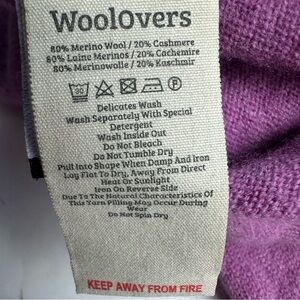 WoolOvers
80% Merino Wool / 20% Cashmere
80% Laine Merinos / 20% Cachemire
80% Merinowolle / 20% Kaschmir
30
Delicates Wash
Wash Separately With Special
Detergent
Wash Inside Out
Do Not Bleach
Do Not Tumble Dry
Pull Into Shape When Damp And Iron
Lay Flat To Dry, Away From Direct
Heat Or Sunlight
Iron On Reverse Side
Due To The Natural Characteristics Of
This Yarn Pilling May Occur During
Wear
Do Not Spin Dry
KEEP AWAY FROM FIRE